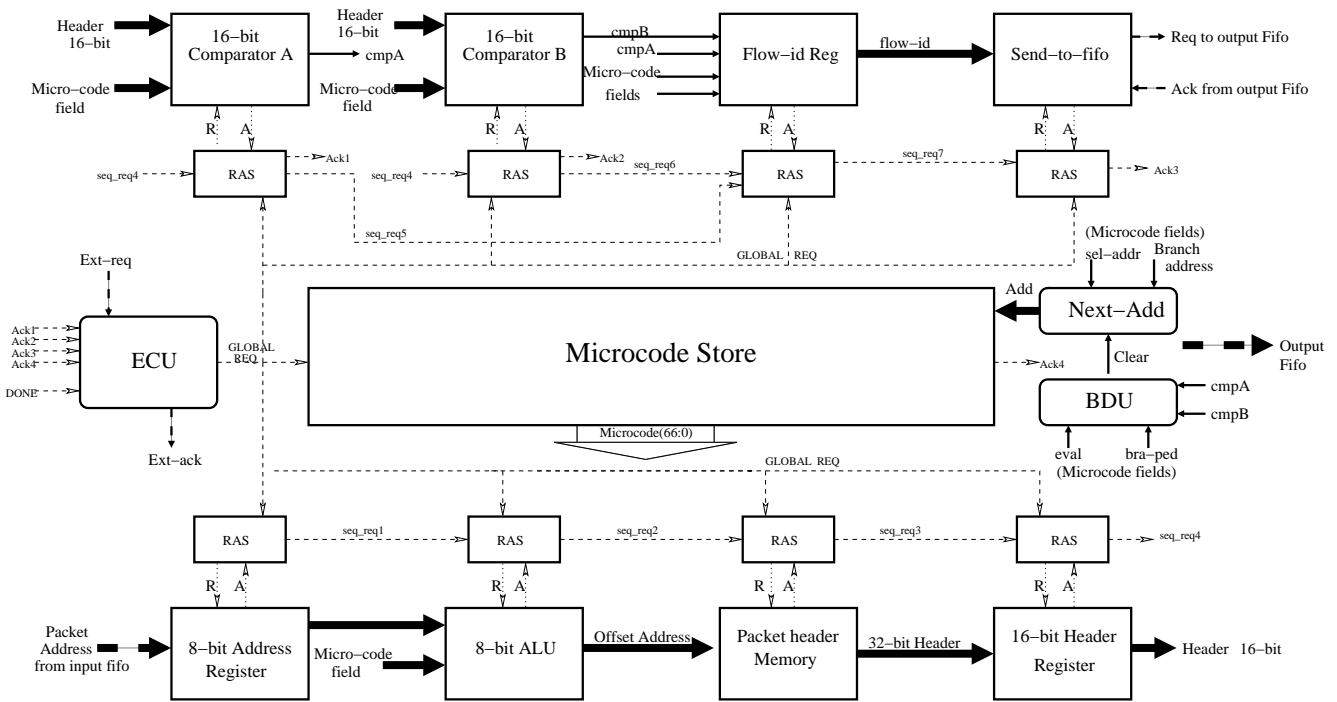 Header
16−bit
Micro−code
field
16−bit
Comparator A
cmpA
Header
16−bit
Micro−code
field
16−bit
Comparator B
cmpB
cmpA
Micro−code
fields
Flow−id Reg
flow−id
Send−to−fifo
Req to output Fifo
Ack from output Fifo
R
A
R
A
R
A
R
A
seq_req4
RAS
Ack1
seq_req5
seq_req4
RAS
Ack2
seq_req6
RAS
seq_req7
RAS
Ack3
GLOBAL REQ
Ext−req
Ack1
Ack2
Ack3
Ack4
DONE
ECU
GLOBAL
REQ
Ext−ack
Microcode Store
Ack4
Microcode(66:0)
(Microcode fields)
sel−addr
Branch
address
Add
Next−Add
Clear
BDU
cmpA
cmpB
eval
bra−ped
(Microcode fields)
Output
Fifo
GLOBAL REQ
RAS
seq_req1
RAS
seq_req2
RAS
seq_req3
RAS
seq_req4
R
A
R
A
R
A
R
A
Packet
Address
from input fifo
8−bit Address
Register
Micro−code
field
8−bit ALU
Offset Address
Packet header
Memory
32−bit Header
16−bit Header
Register
Header 16−bit